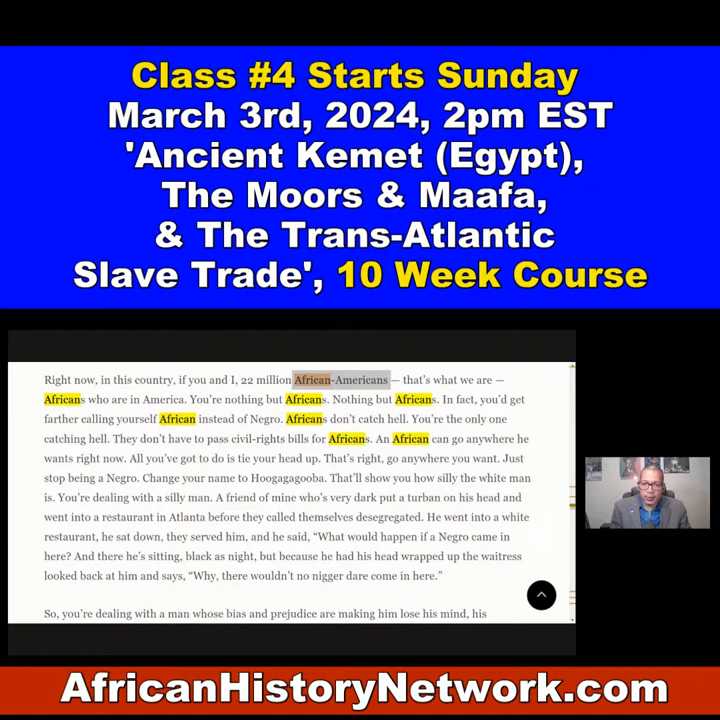 Class #4 Starts Sunday
March 3rd, 2024, 2pm EST
'Ancient Kemet (Egypt),
The Moors & Maafa,
& The Trans-Atlantic
Slave Trade', 10 Week Course
Right now, in this country, if you and I, 22 million African-Americans — that's what we are —
Africans who are in America. You're nothing but Africans. Nothing but Africans. In fact, you'd get
farther calling yourself African instead of Negro. Africans don't catch hell. You're the only one
catching hell. They don't have to pass civil-rights bills for Africans. An African can go anywhere he
wants right now. All you've got to do is tie your head up. That's right, go anywhere you want. Just
stop being a Negro. Change your name to Hoogagagooba. That'll show you how silly the white man
is. You're dealing with a silly man. A friend of mine who's very dark put a turban on his head and
went into a restaurant in Atlanta before they called themselves desegregated. He went into a white
restaurant, he sat down, they served him, and he said, “What would happen if a Negro came in
here? And there he's sitting, black as night, but because he had his head wrapped up the waitress
looked back at him and says, “Why, there wouldn't no nigger dare come in here.”
So, you're dealing with a man whose bias and prejudice are making him lose his mind, his
AfricanHistoryNetwork.com